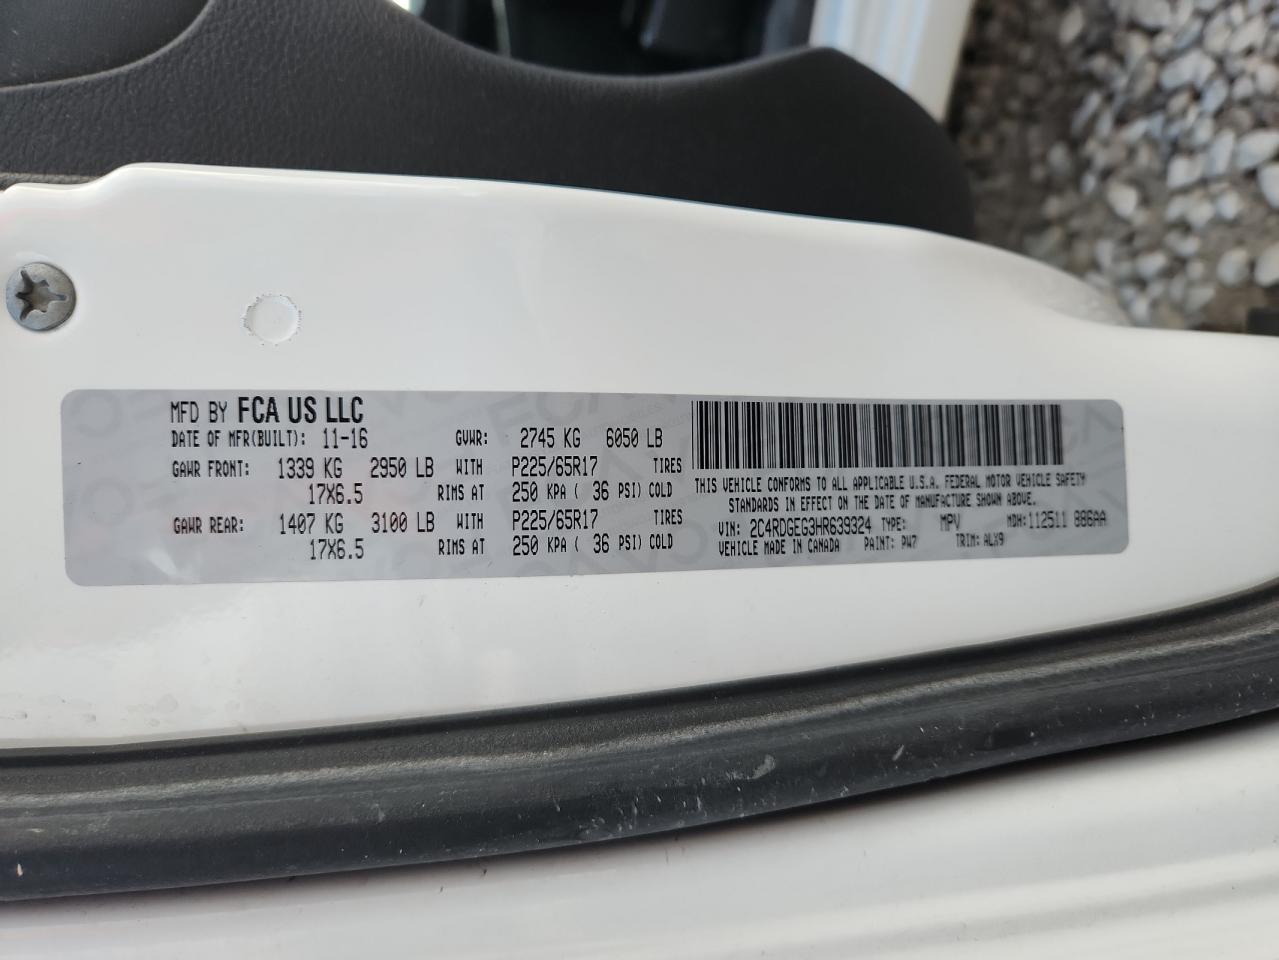 MFD BY FCA US LLC
DATE OF MFR(BUILT): 11-16 GVWR: 2745 KG 6050 LB
GAWR FRONT: 1339 KG 2950 LB WITH P225/65R17 TIRES
17X6.5 RIMS AT 250 KPA ( 36 PSI) COLD
GAWR REAR: 1407 KG 3100 LB WITH P225/65R17 TIRES
17X6.5 RIMS AT 250 KPA ( 36 PSI) COLD
THIS VEHICLE CONFORMS TO ALL APPLICABLE U.S.A. FEDERAL MOTOR VEHICLE SAFETY
STANDARDS IN EFFECT ON THE DATE OF MANUFACTURE SHOWN ABOVE.
VIN: 2C4RDGEG3HR639324 TYPE: MPV MDH: 112511 886AA
VEHICLE MADE IN CANADA PAINT: PW7 TRIM: ALX9